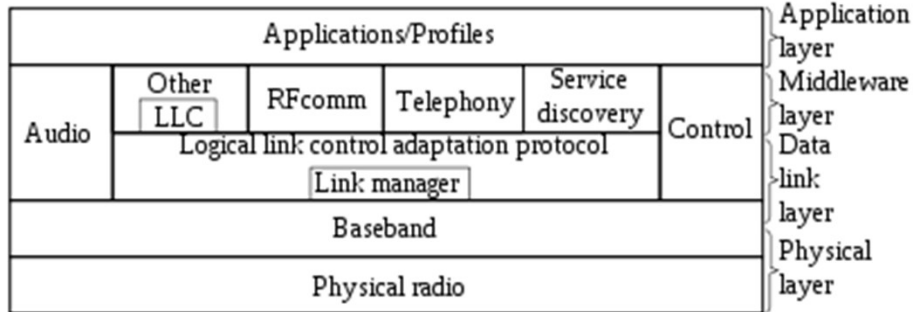 Applications/Profiles
Application
layer
Audio
Other
LLC
RFcomm
Telephony
Service
discovery
Control
Middleware
layer
Logical link control adaptation protocol
Link manager
Data
link
layer
Baseband
Physical radio
Physical
layer